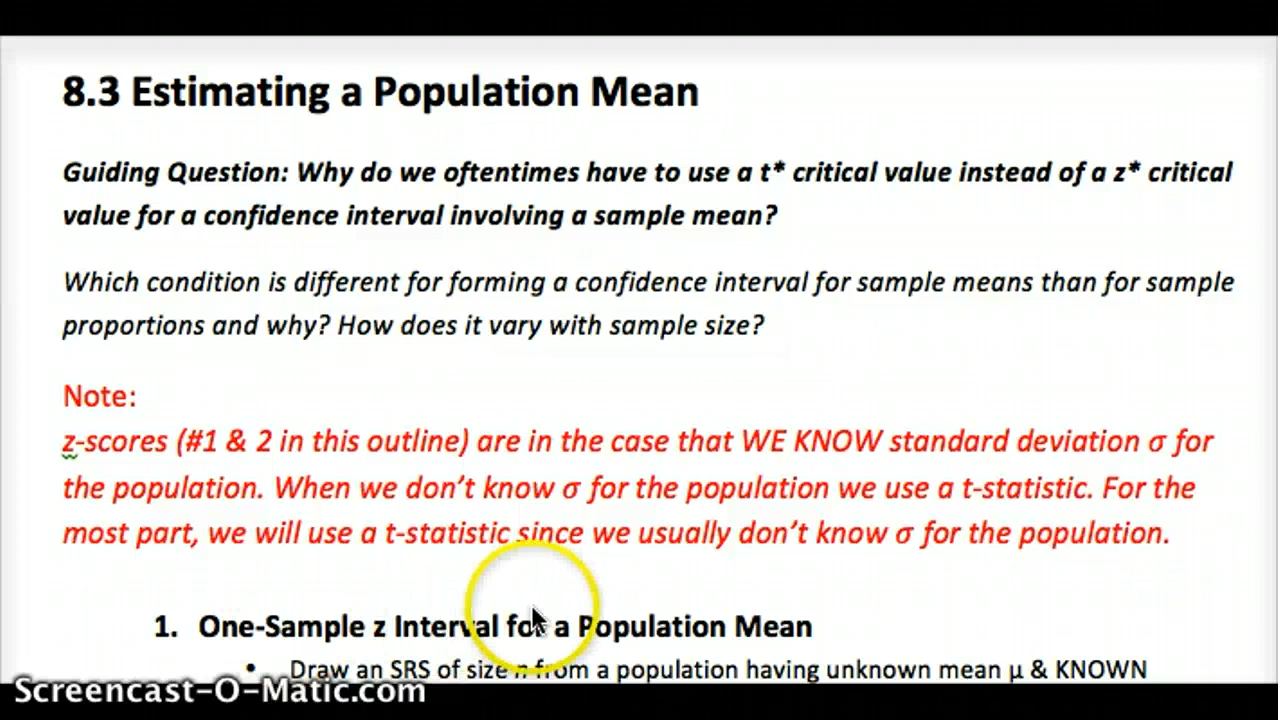 8.3 Estimating a Population Mean
Guiding Question: Why do we oftentimes have to use a t* critical value instead of a z* critical
value for a confidence interval involving a sample mean?
Which condition is different for forming a confidence interval for sample means than for sample
proportions and why? How does it vary with sample size?
Note:
z-scores (#1 & 2 in this outline) are in the case that WE KNOW standard deviation σ for
the population. When we don't know σ for the population we use a t-statistic. For the
most part, we will use a t-statistic since we usually don't know σ for the population.
1. One-Sample z Interval for a Population Mean
• Draw an SRS of size n from a population having unknown mean μ & KNOWN
Screencast-O-Matic.com